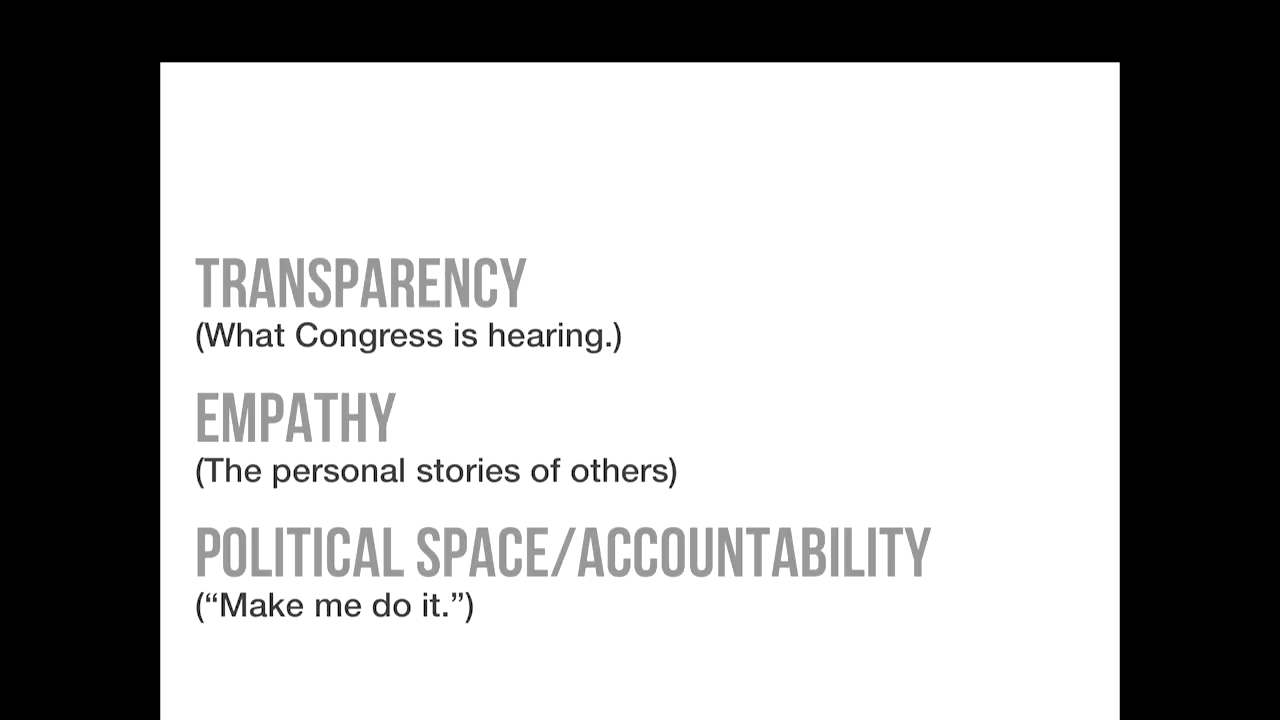 TRANSPARENCY
(What Congress is hearing.)
EMPATHY
(The personal stories of others)
POLITICAL SPACE/ACCOUNTABILITY
(“Make me do it.”)